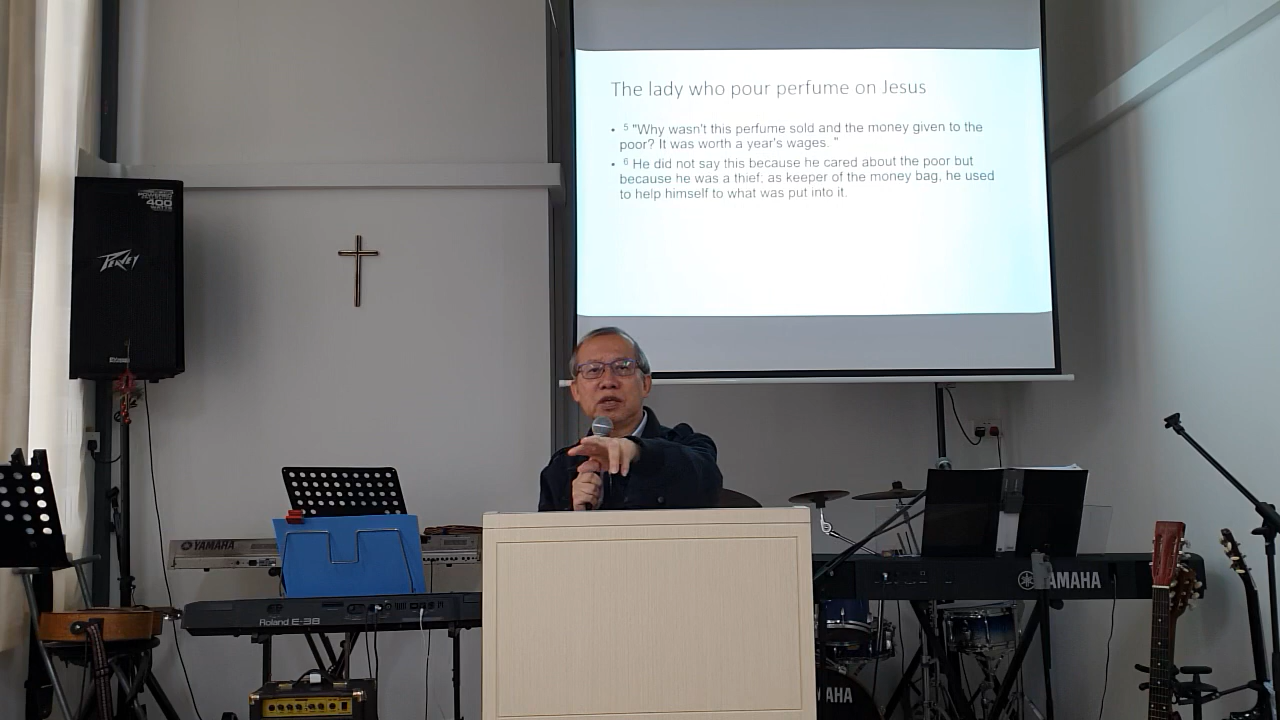 The lady who pour perfume on Jesus
• 5 "Why wasn't this perfume sold and the money given to the
poor? It was worth a year's wages. "
• 6 He did not say this because he cared about the poor but
because he was a thief; as keeper of the money bag, he used
to help himself to what was put into it.
POWERED
400
WATTS
PEAVEY
YAMAHA
Roland E-38
YAMAHA
AHA